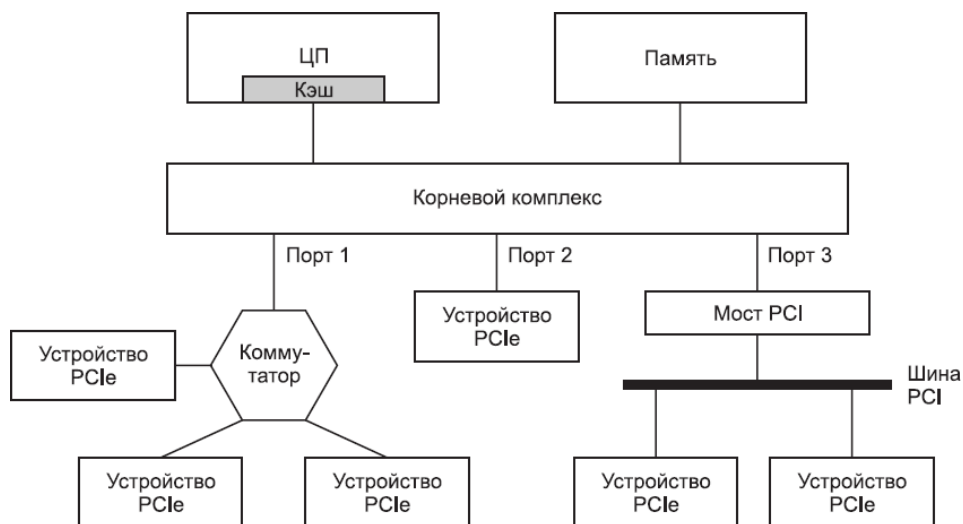 ЦП
Кэш
Память
Корневой комплекс
Порт 1
Порт 2
Порт 3
Устройство
PCIe
Комму-
татор
Устройство
PCIe
Мост PCI
Шина
PCI
Устройство
PCIe
Устройство
PCIe
Устройство
PCIe
Устройство
PCIe